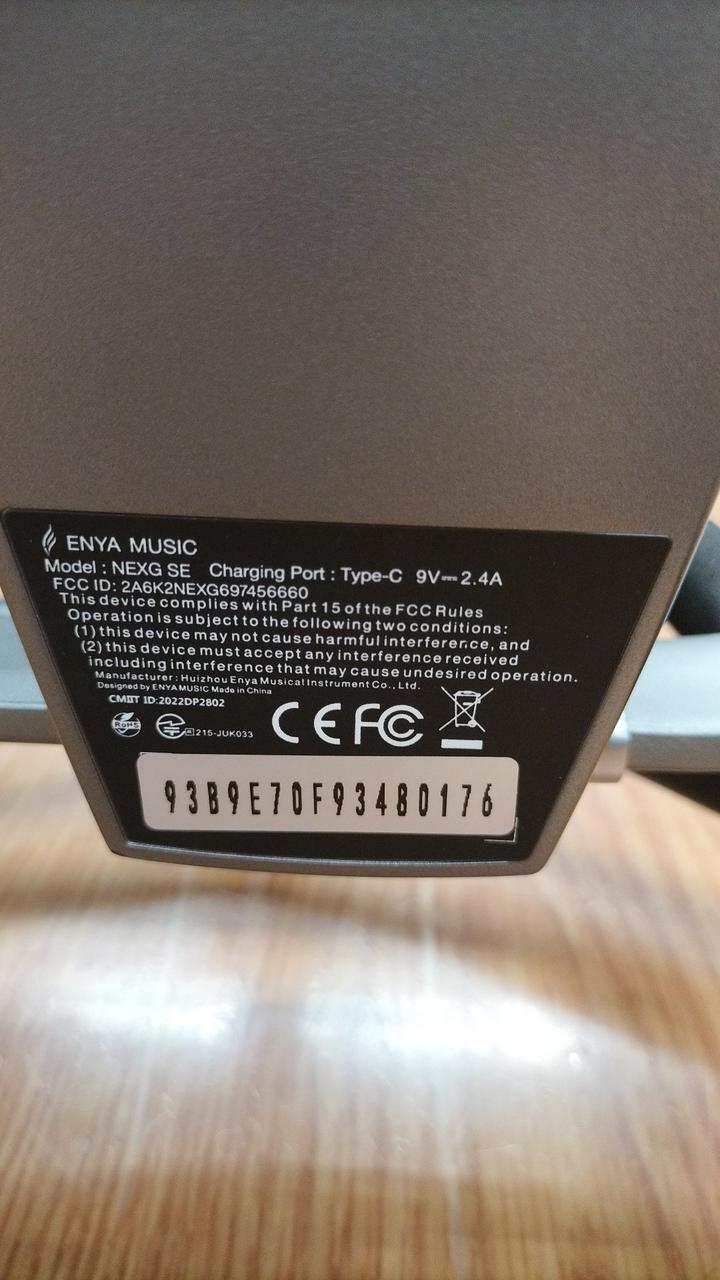 ENYA MUSIC
Model : NEXG SE Charging Port : Type-C 9V⎓2.4A
FCC ID: 2A6K2NEXG697456660
This device complies with Part 15 of the FCC Rules
Operation is subject to the following two conditions:
(1) this device may not cause harmful interference, and
(2) this device must accept any interference received
including interference that may cause undesired operation.
Manufacturer : Huizhou Enya Musical Instrument Co., Ltd.
Designed by ENYA MUSIC Made in China
CMIIT ID:2022DP2802
RoHS R 215-JUK033 CE FC
93B9E70F93480176